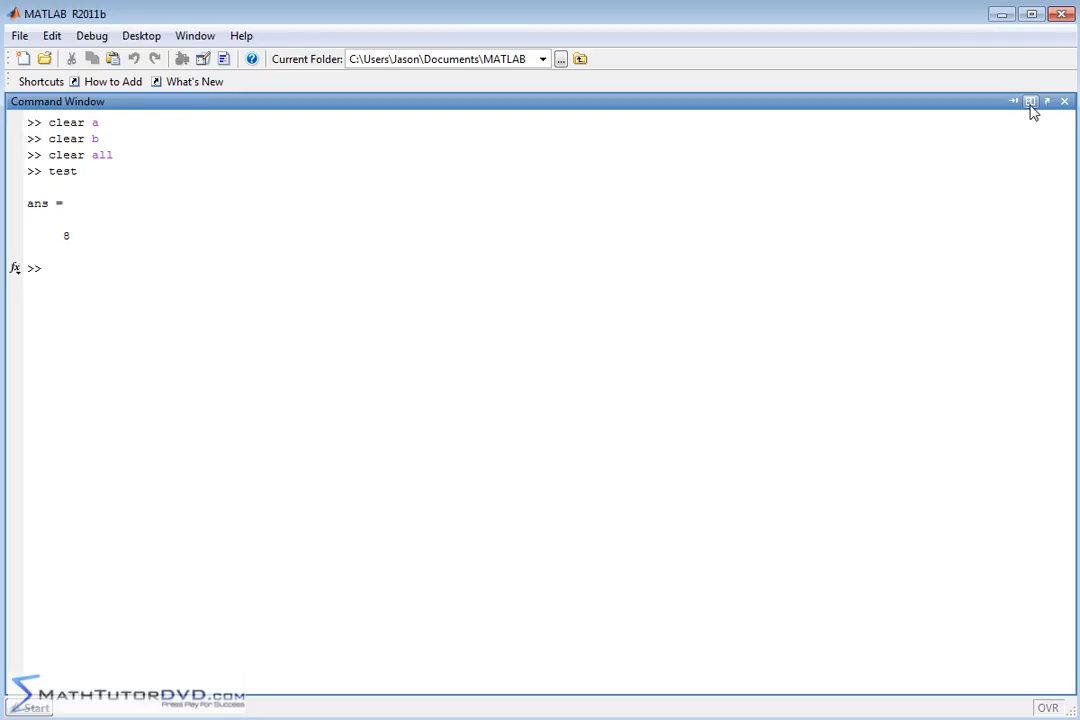 MATLAB R2011b
File Edit Debug Desktop Window Help
Current Folder: C:\Users\Jason\Documents\MATLAB ...
Shortcuts How to Add What's New
Command Window
>> clear a
>> clear b
>> clear all
>> test
ans =
8
fx >>
MATHTUTORDVD.COM
Press Play For Success
Start OVR